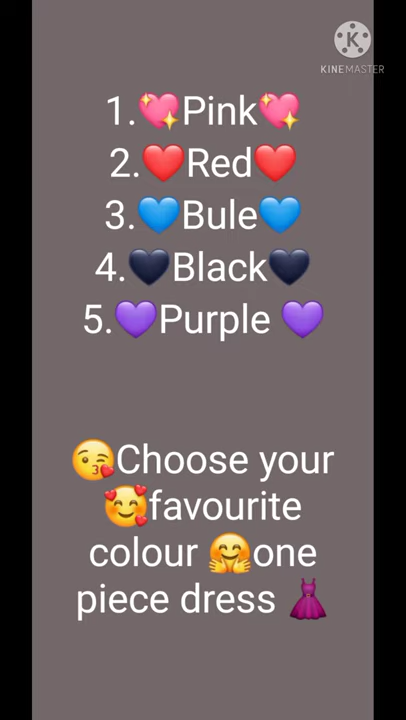 KINEMASTER
1.💖Pink💖
2.❤️Red❤️
3.💙Bule💙
4.🖤Black🖤
5.💜Purple 💜
😘Choose your
🥰favourite
colour 🤗one
piece dress 👗